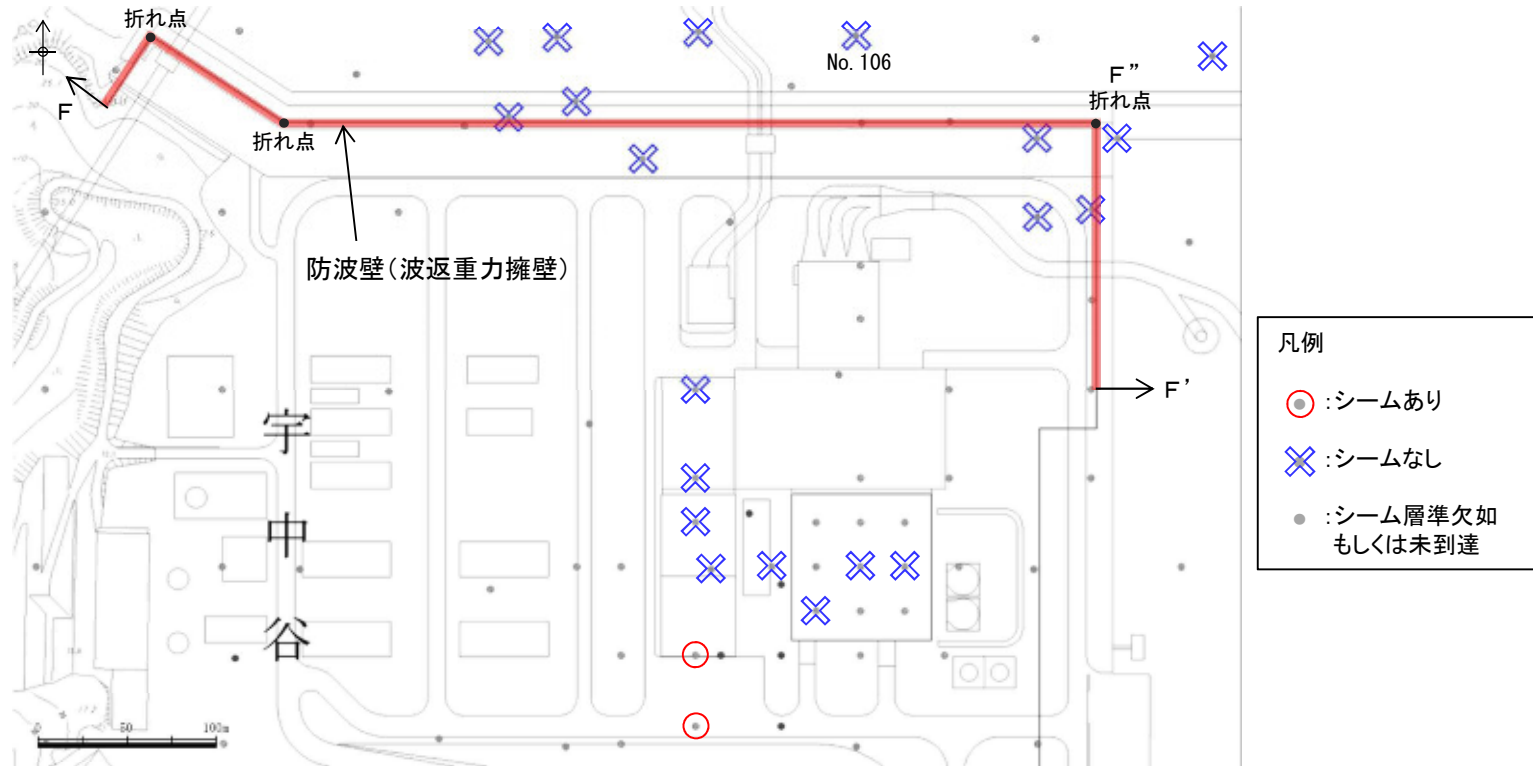 折れ点
No. 106
F”
折れ点
F
折れ点
防波壁(波返重力擁壁)
F’
凡例
:シームあり
:シームなし
:シーム層準欠如
もしくは未到達
宇
中
谷
0 50 100m